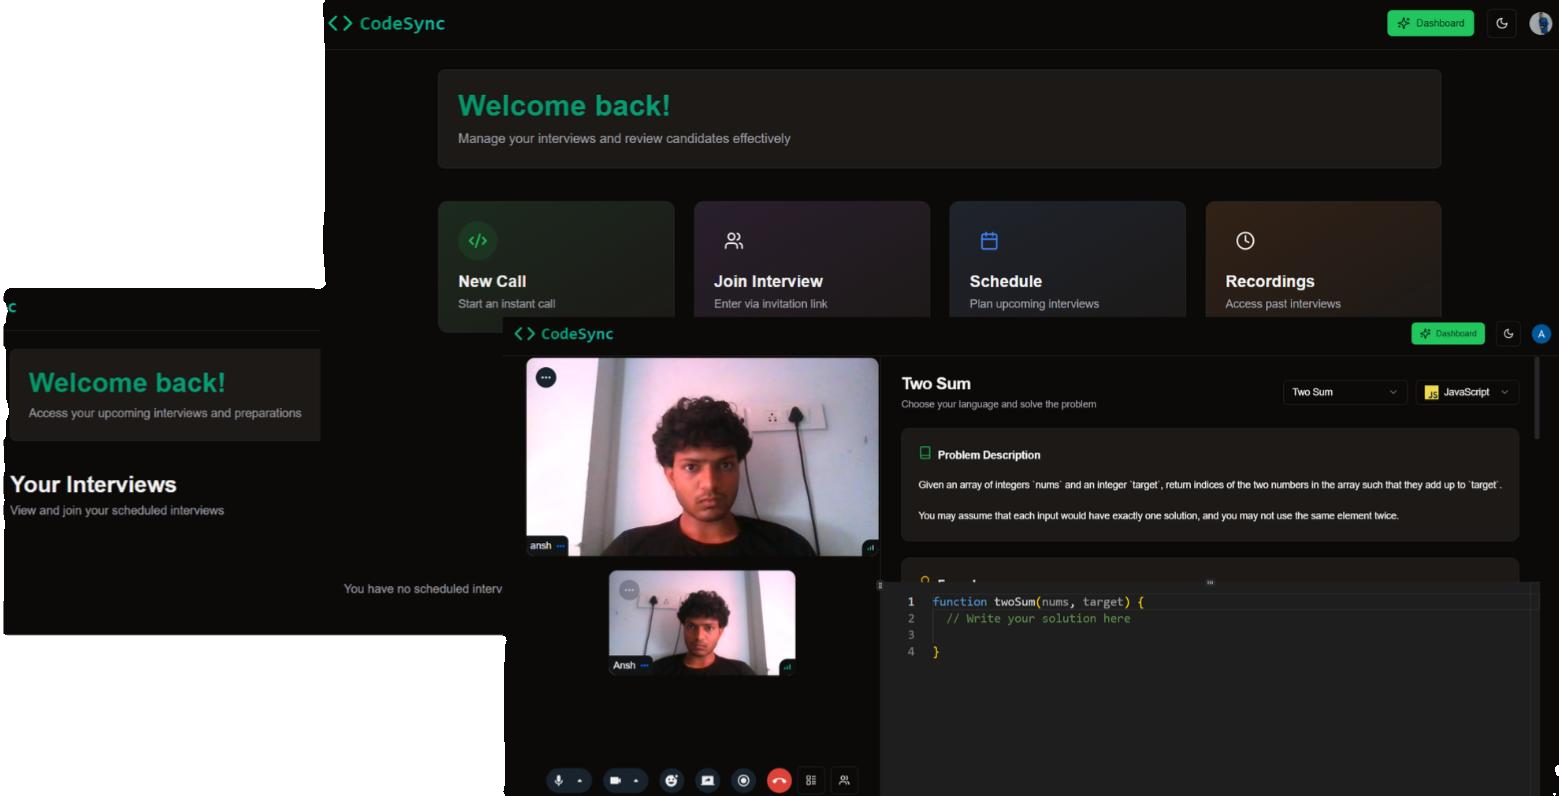 CodeSync
Dashboard
Welcome back!
Manage your interviews and review candidates effectively
New Call
Start an instant call
Join Interview
Enter via invitation link
Schedule
Plan upcoming interviews
Recordings
Access past interviews
c
Welcome back!
Access your upcoming interviews and preparations
Your Interviews
View and join your scheduled interviews
You have no scheduled interv
CodeSync
Dashboard
A
ansh
Ansh
Two Sum
Choose your language and solve the problem
Two Sum
JS JavaScript
Problem Description
Given an array of integers `nums` and an integer `target`, return indices of the two numbers in the array such that they add up to `target`.
You may assume that each input would have exactly one solution, and you may not use the same element twice.
1 function twoSum(nums, target) {
2 // Write your solution here
3
4 }